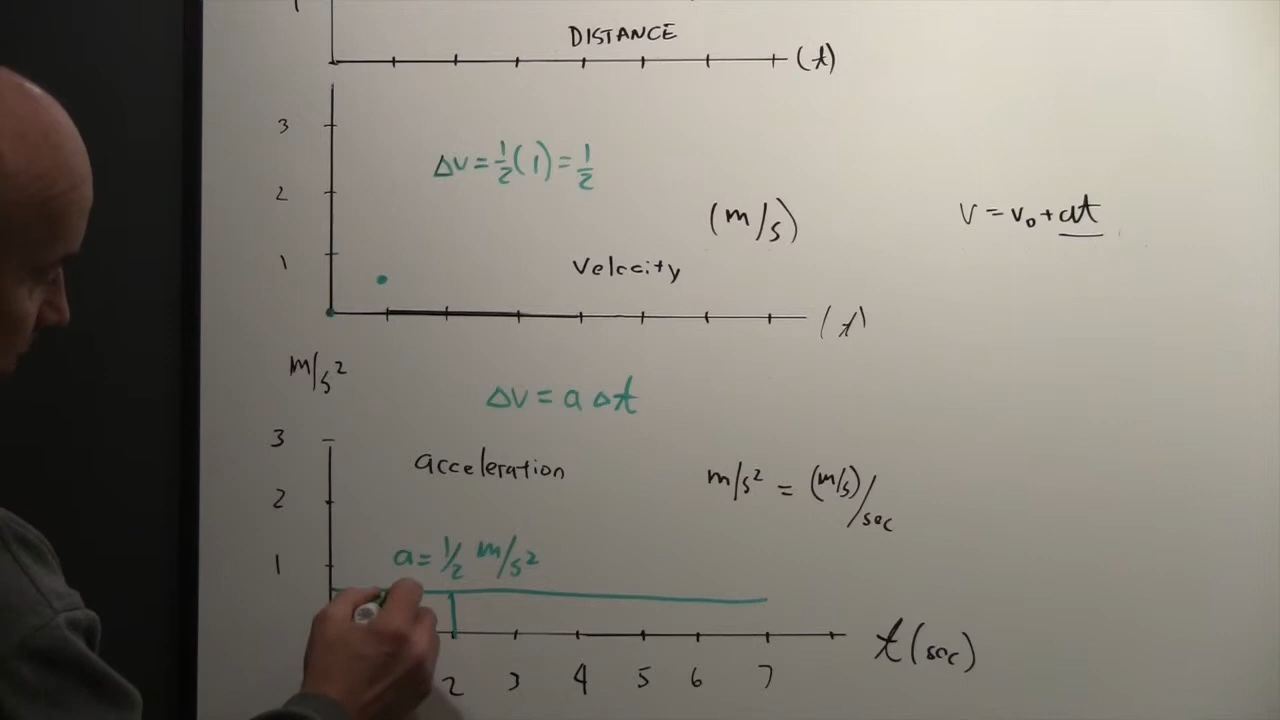 DISTANCE
(t)
3
Δv = 1/2 (1) = 1/2
2
(m/s)
v = v₀ + at
1
Velocity
(t)
m/s²
Δv = a Δt
3
acceleration
m/s² = (m/s)/sec
2
a = 1/2 m/s²
1
t (sec)
2 3 4 5 6 7